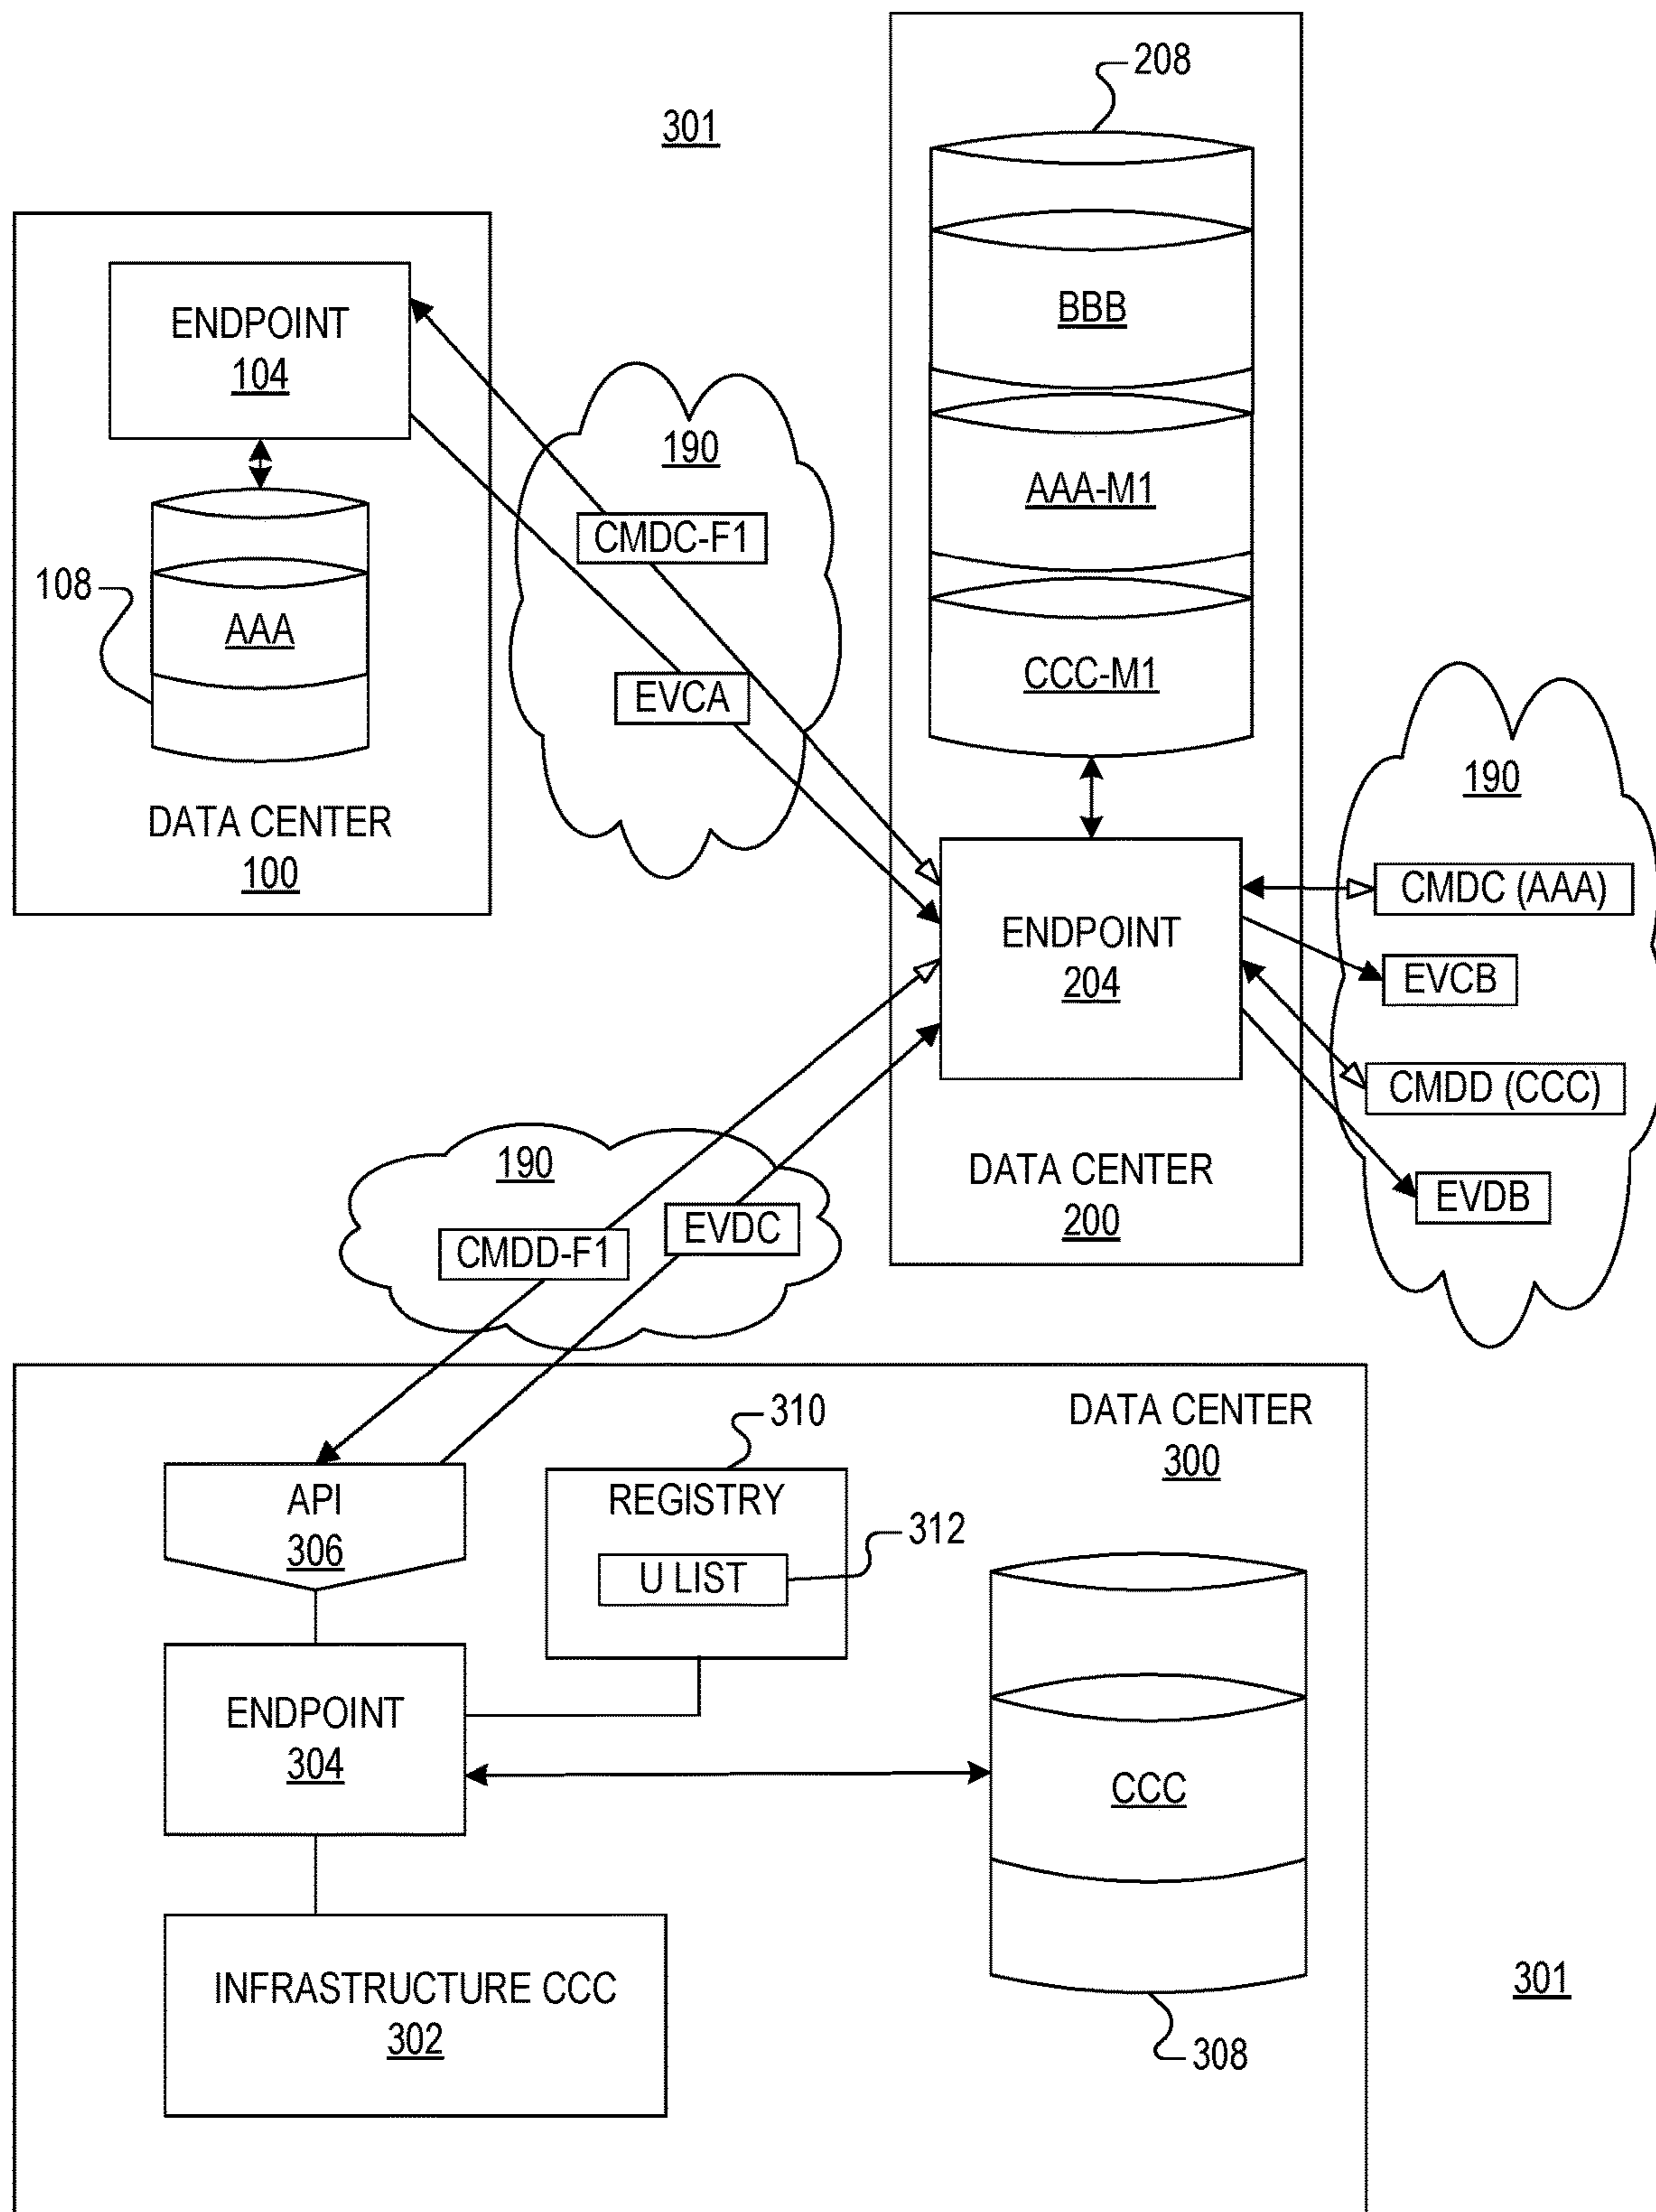 208
301
ENDPOINT
104
BBB
190
AAA-M1
CMDC-F1
108
AAA
CCC-M1
EVCA
DATA CENTER
100
190
CMDC (AAA)
ENDPOINT
204
EVCB
CMDD (CCC)
DATA CENTER
200
EVDB
190
EVDC
CMDD-F1
310
DATA CENTER
300
API
306
REGISTRY
312
U LIST
ENDPOINT
304
CCC
INFRASTRUCTURE CCC
302
301
308